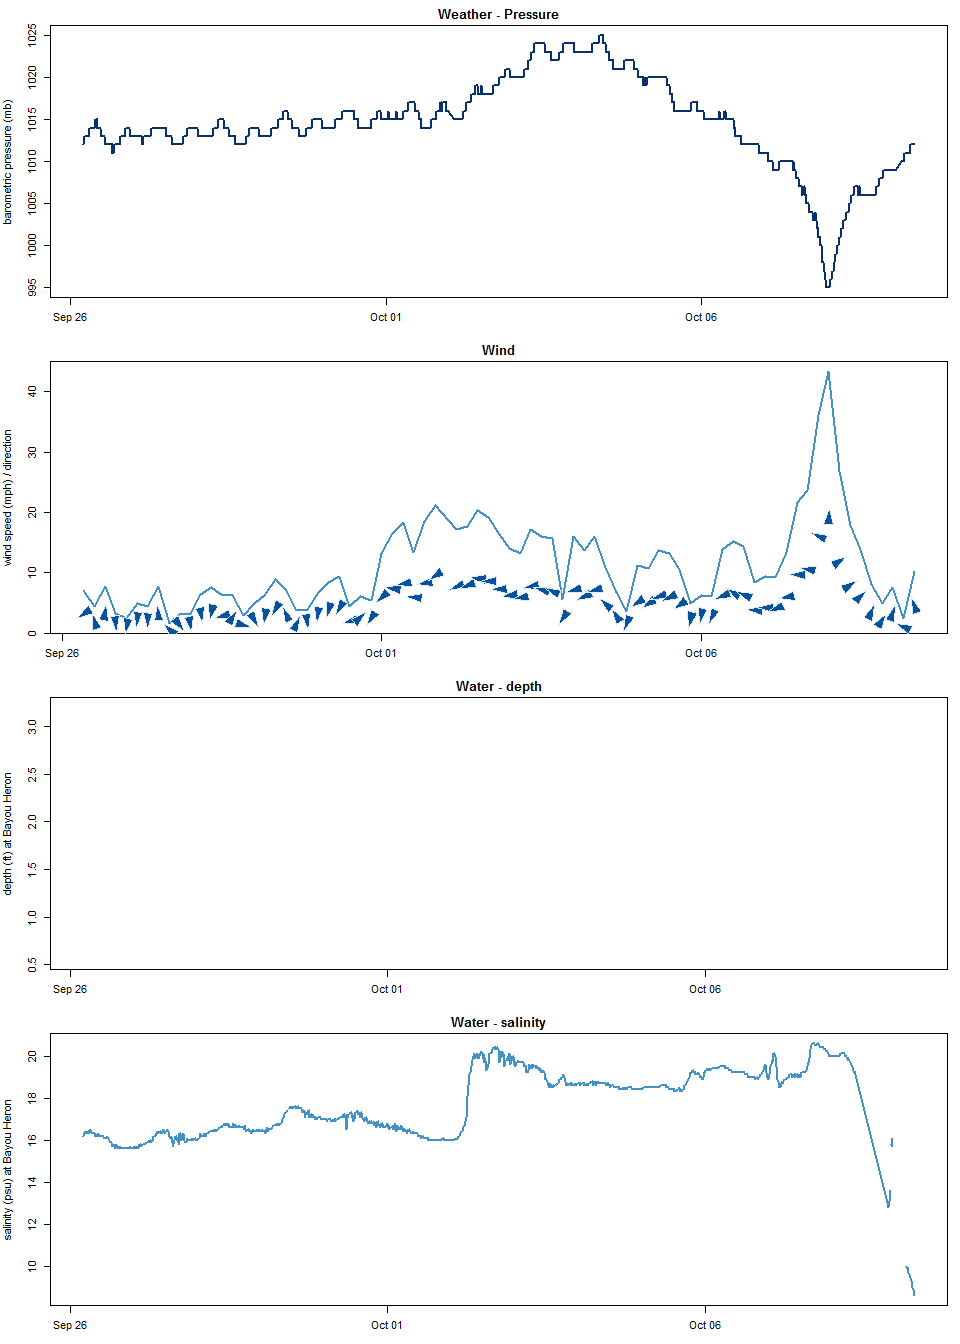 Weather - Pressure
barometric pressure (mb)
1025
1020
1015
1010
1005
1000
995
Sep 26
Oct 01
Oct 06
Wind
wind speed (mph) / direction
40
30
20
10
0
Sep 26
Oct 01
Oct 06
Water - depth
depth (ft) at Bayou Heron
3.0
2.5
2.0
1.5
1.0
0.5
Sep 26
Oct 01
Oct 06
Water - salinity
salinity (psu) at Bayou Heron
20
18
16
14
12
10
Sep 26
Oct 01
Oct 06